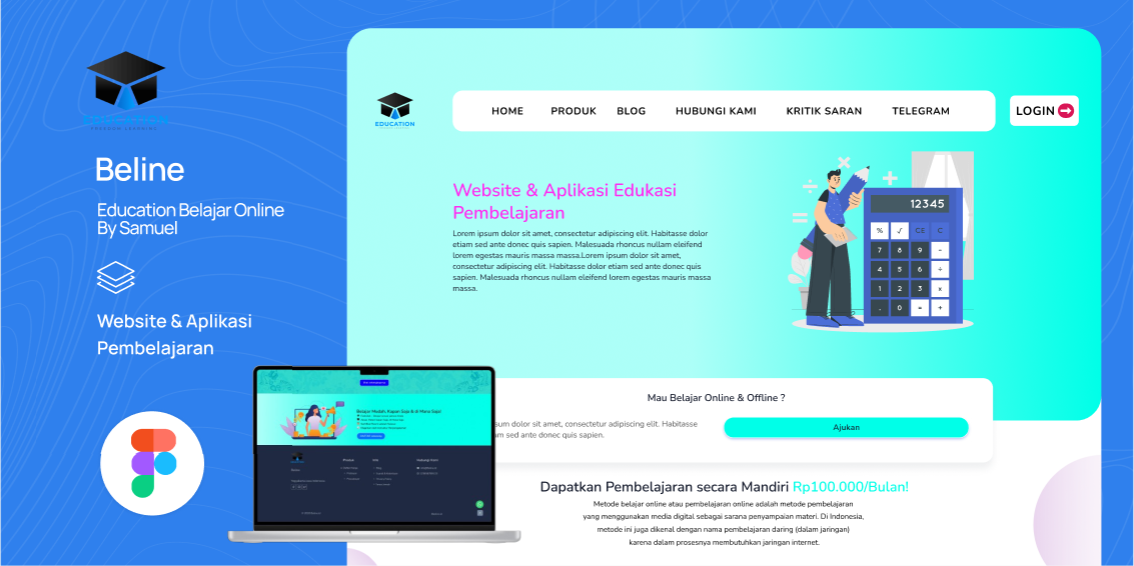 EDUCATION
Beline
Education Belajar Online
By Samuel
Website & Aplikasi
Pembelajaran
EDUCATION
HOME PRODUK BLOG HUBUNGI KAMI KRITIK SARAN TELEGRAM LOGIN
Website & Aplikasi Edukasi
Pembelajaran
Lorem ipsum dolor sit amet, consectetur adipiscing elit. Habitasse dolor
etiam sed ante donec quis sapien. Malesuada rhoncus nullam eleifend
lorem egestas mauris massa massa.Lorem ipsum dolor sit amet,
consectetur adipiscing elit. Habitasse dolor etiam sed ante donec quis
sapien. Malesuada rhoncus nullam eleifend lorem egestas mauris massa
massa.
12345
% √ CE C
7 8 9 -
4 5 6 ÷
1 2 3 x
. 0 = +
Mau Belajar Online & Offline ?
sum dolor sit amet, consectetur adipiscing elit. Habitasse
m sed ante donec quis sapien.
Ajukan
Belajar Mudah, Kapan Saja & di Mana Saja!
Dapatkan Pembelajaran secara Mandiri Rp100.000/Bulan!
Metode belajar online atau pembelajaran online adalah metode pembelajaran
yang menggunakan media digital sebagai sarana penyampaian materi. Di Indonesia,
metode ini juga dikenal dengan nama pembelajaran daring (dalam jaringan)
karena dalam prosesnya membutuhkan jaringan internet.